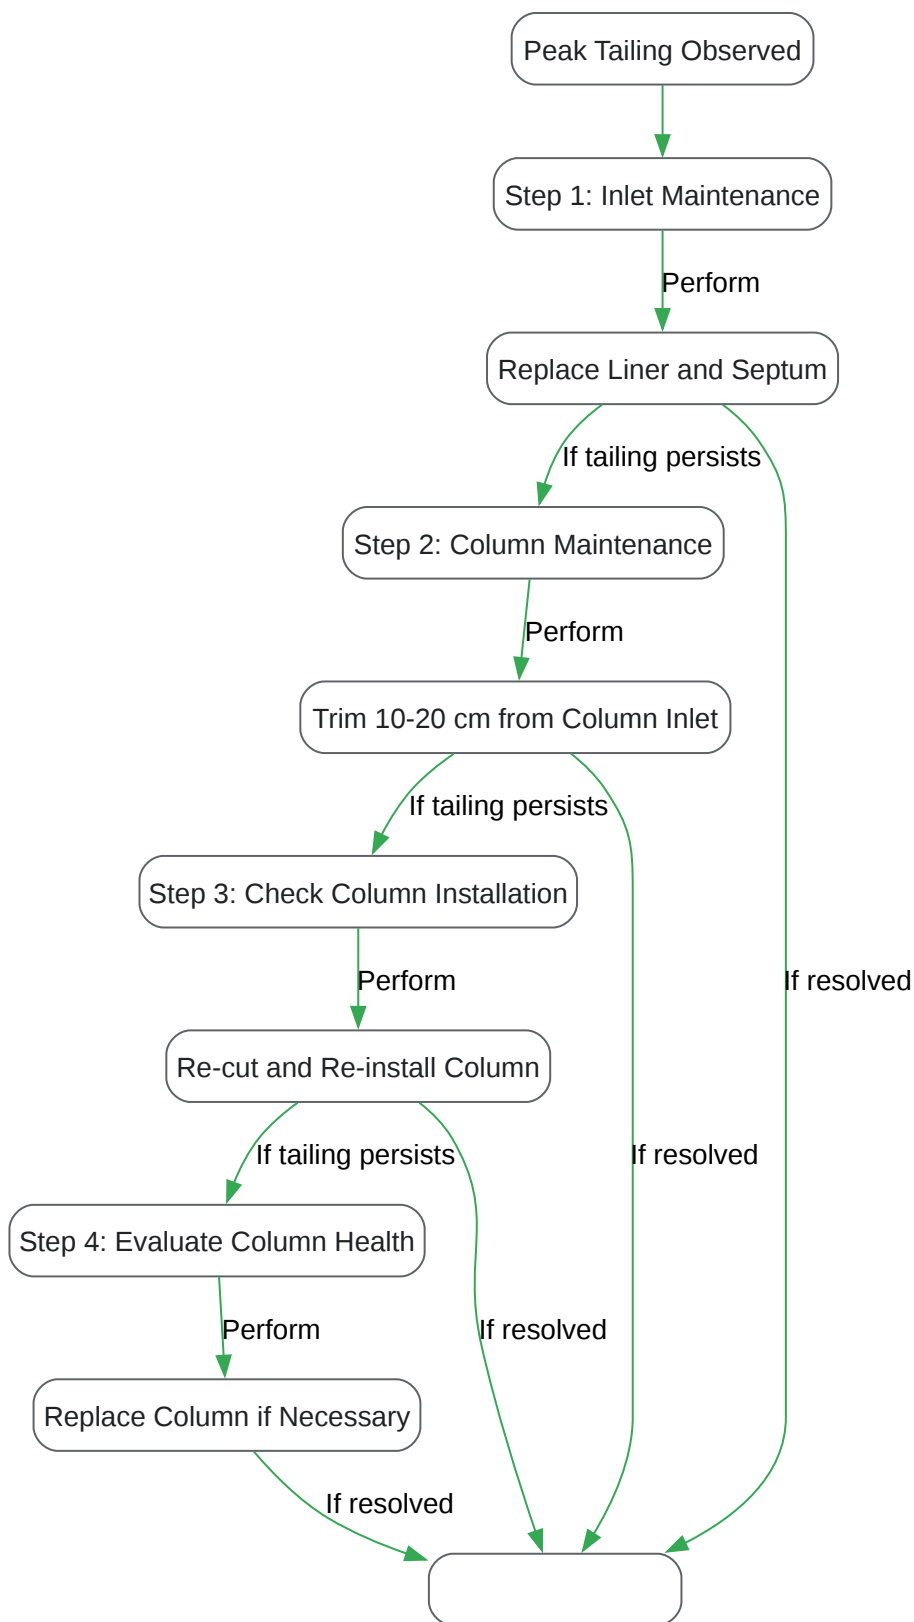 Peak Tailing Observed
Step 1: Inlet Maintenance
Perform
Replace Liner and Septum
If tailing persists
Step 2: Column Maintenance
Perform
Trim 10-20 cm from Column Inlet
If tailing persists
Step 3: Check Column Installation
Perform
If resolved
Re-cut and Re-install Column
If tailing persists
If resolved
Step 4: Evaluate Column Health
Perform
If resolved
Replace Column if Necessary
If resolved